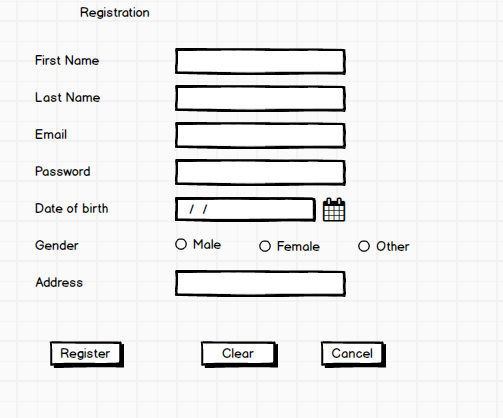 Registration
First Name
Last Name
Email
Password
Date of birth / /
Gender Male Female Other
Address
Register Clear Cancel